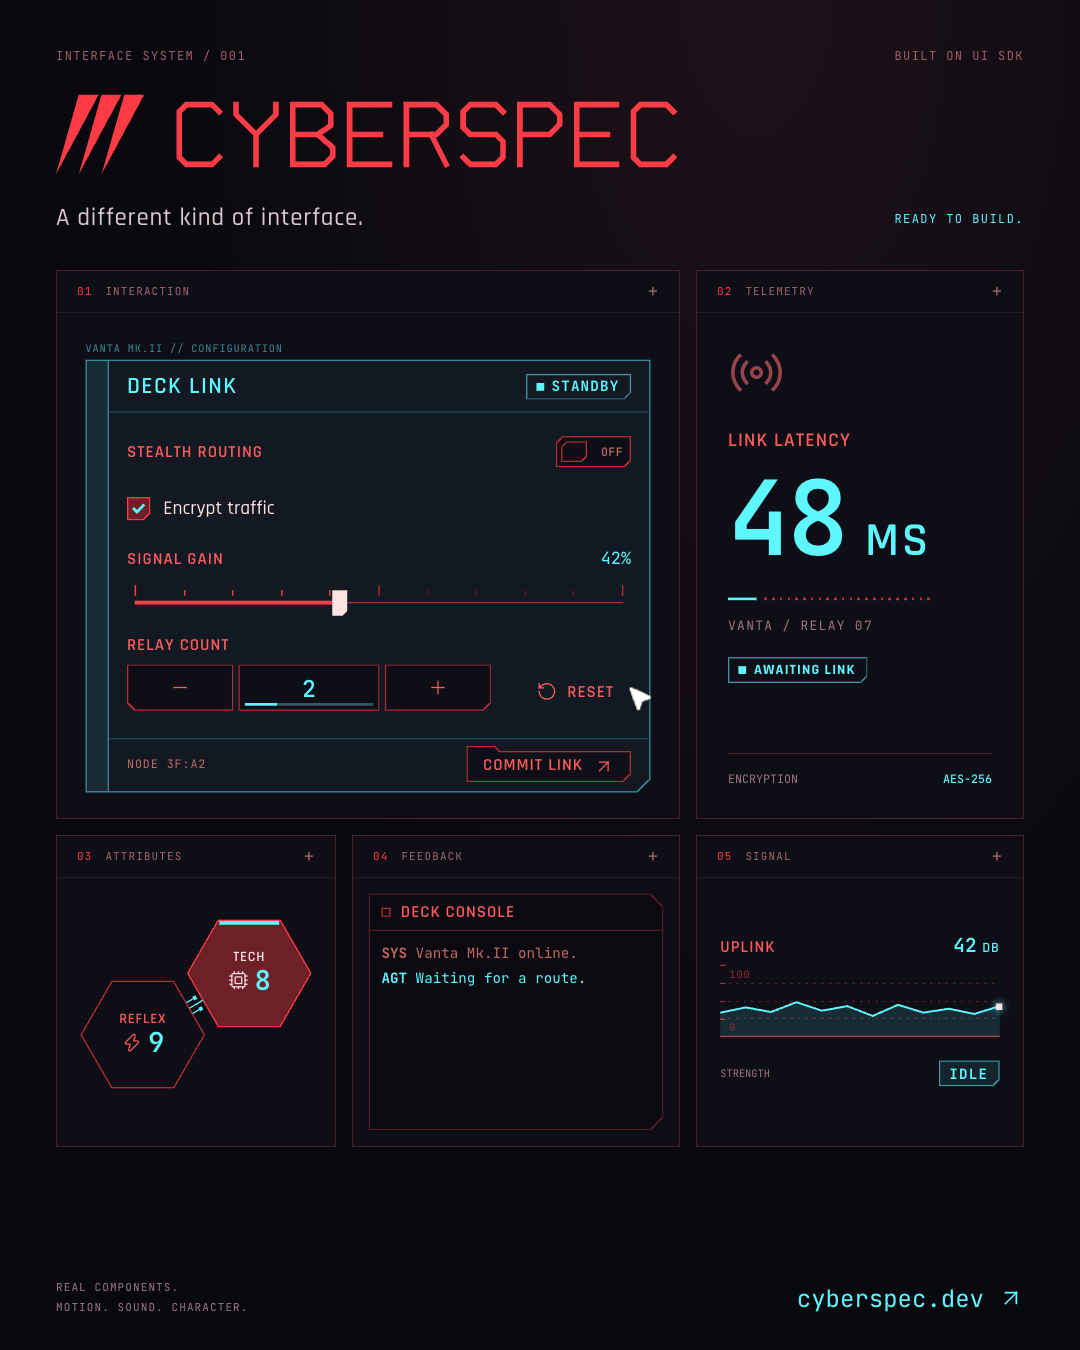 INTERFACE SYSTEM / 001
BUILT ON UI SDK
CYBERSPEC
A different kind of interface.
READY TO BUILD.
01 INTERACTION +
VANTA MK.II // CONFIGURATION
DECK LINK
STANDBY
STEALTH ROUTING
OFF
Encrypt traffic
SIGNAL GAIN
42%
RELAY COUNT
− 2 +
RESET
NODE 3F:A2
COMMIT LINK
02 TELEMETRY +
LINK LATENCY
48 MS
VANTA / RELAY 07
AWAITING LINK
ENCRYPTION
AES-256
03 ATTRIBUTES +
TECH
8
REFLEX
9
04 FEEDBACK +
DECK CONSOLE
SYS Vanta Mk.II online.
AGT Waiting for a route.
05 SIGNAL +
UPLINK
42 DB
100
0
STRENGTH
IDLE
REAL COMPONENTS.
MOTION. SOUND. CHARACTER.
cyberspec.dev